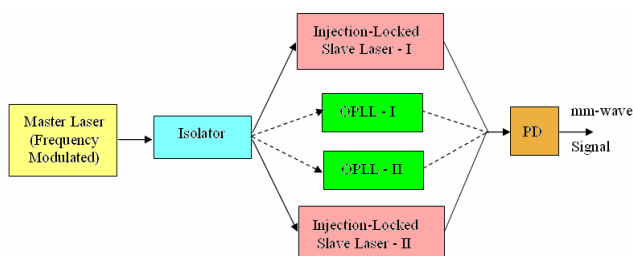 Injection-Locked
Slave Laser - I
Master Laser
(Frequency
Modulated)
Isolator
OPLL - I
OPLL - II
PD
mm-wave
Signal
Injection-Locked
Slave Laser - II